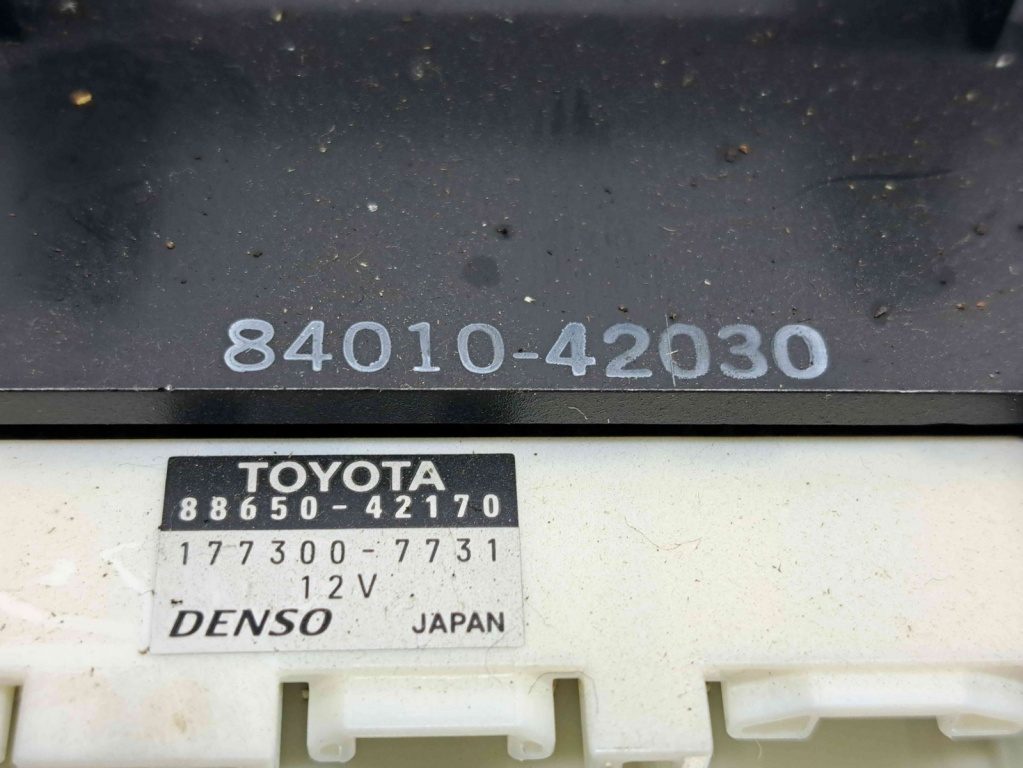 84010-42030
TOYOTA
88650-42170
177300-7731
12V
DENSO JAPAN